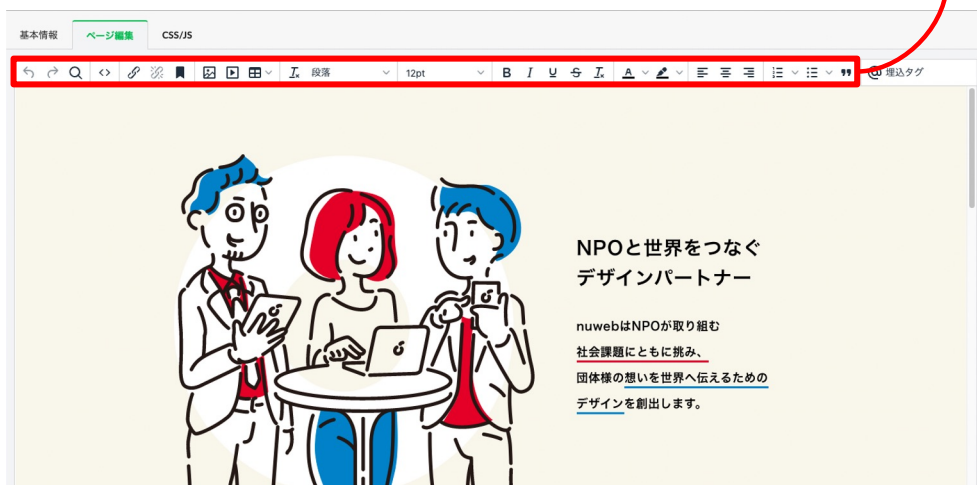 基本情報
ページ編集
CSS/JS
段落
12pt
B I U S
A
@ 埋込タグ
NPOと世界をつなぐ
デザインパートナー
nuwebはNPOが取り組む
社会課題にともに挑み、
団体様の想いを世界へ伝えるための
デザインを創出します。